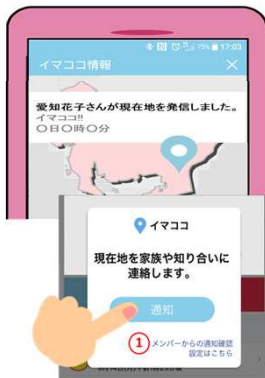 75% 17:03
イマココ情報
愛知花子さんが現在地を発信しました。
イマココ!!
〇日〇時〇分
イマココ
現在地を家族や知り合いに
連絡します。
通知
① メンバーからの通知確認
設定はこちら